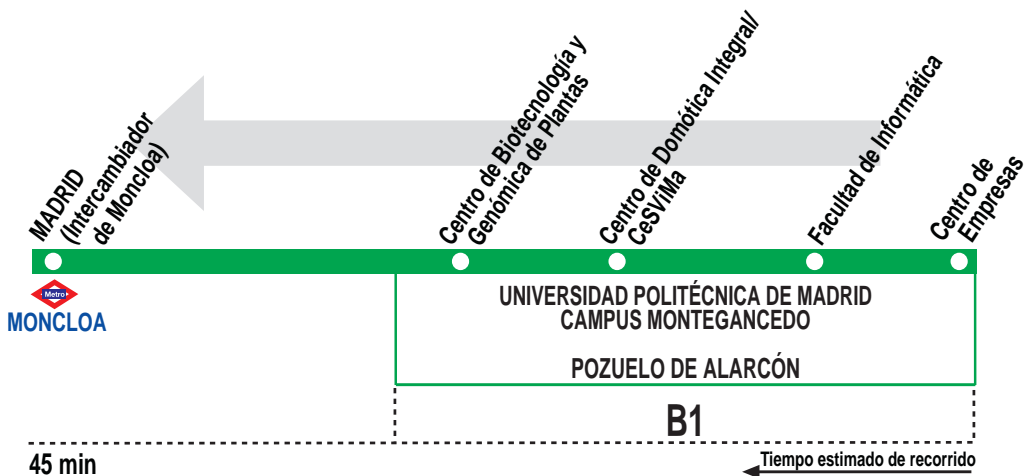 MADRID
(Intercambiador
de Moncloa)
Centro de Biotecnología y
Genómica de Plantas
Centro de Domótica Integral/
CeSViMa
Facultad de Informática
Centro de
Empresas
Metro
MONCLOA
UNIVERSIDAD POLITÉCNICA DE MADRID
CAMPUS MONTEGANCEDO
POZUELO DE ALARCÓN
B1
45 min
Tiempo estimado de recorrido